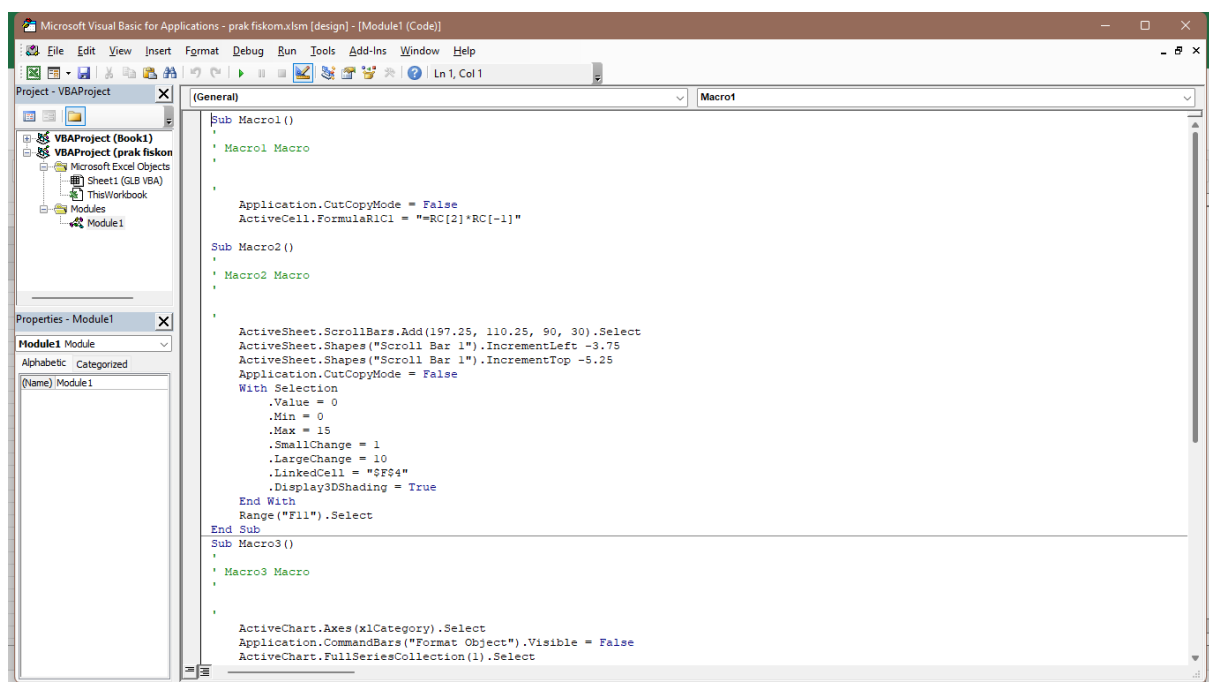 Microsoft Visual Basic for Applications - prak fiskom.xlsm [design] - [Module1 (Code)]
File Edit View Insert Format Debug Run Tools Add-Ins Window Help
Ln 1, Col 1
Project - VBAProject
VBAProject (Book1)
VBAProject (prak fiskon
Microsoft Excel Objects
Sheet1 (GLB VBA)
ThisWorkbook
Modules
Module1
Properties - Module1
Module1 Module
Alphabetic Categorized
(Name) Module1
(General) Macro1
Sub Macro1()
'
' Macro1 Macro
'
'
Application.CutCopyMode = False
ActiveCell.FormulaR1C1 = "=RC[2]*RC[-1]"
Sub Macro2()
'
' Macro2 Macro
'
'
ActiveSheet.ScrollBars.Add(197.25, 110.25, 90, 30).Select
ActiveSheet.Shapes("Scroll Bar 1").IncrementLeft -3.75
ActiveSheet.Shapes("Scroll Bar 1").IncrementTop -5.25
Application.CutCopyMode = False
With Selection
.Value = 0
.Min = 0
.Max = 15
.SmallChange = 1
.LargeChange = 10
.LinkedCell = "$F$4"
.Display3DShading = True
End With
Range("F11").Select
End Sub
Sub Macro3()
'
' Macro3 Macro
'
'
ActiveChart.Axes(xlCategory).Select
Application.CommandBars("Format Object").Visible = False
ActiveChart.FullSeriesCollection(1).Select